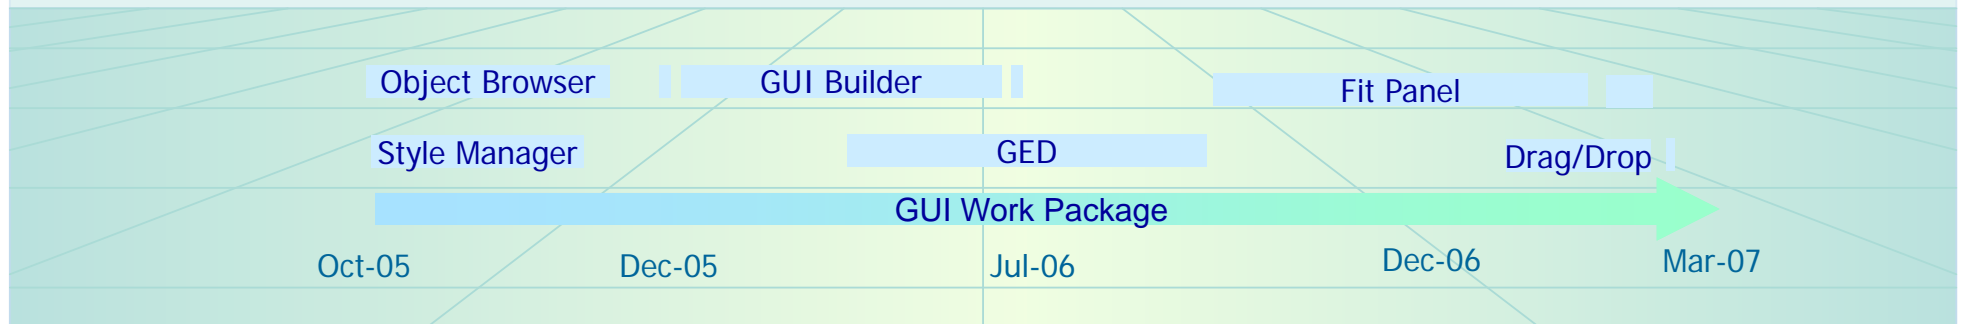 Object Browser
GUI Builder
Fit Panel
Style Manager
GED
Drag/Drop
GUI Work Package
Oct-05
Dec-05
Jul-06
Dec-06
Mar-07